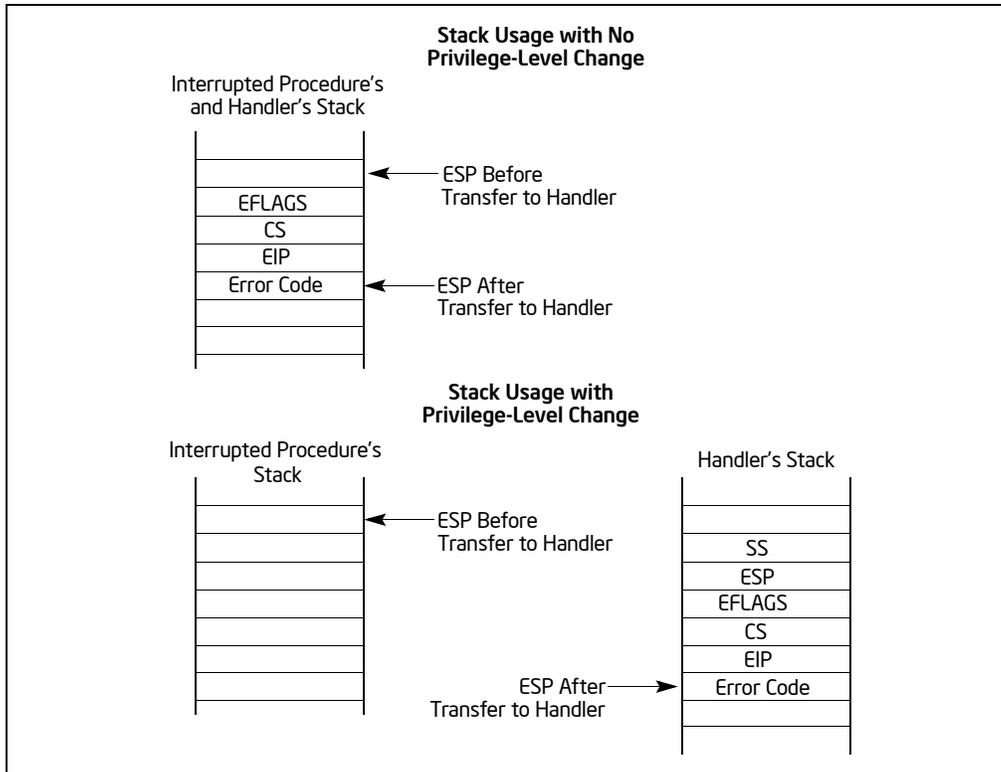 Stack Usage with No
Privilege-Level Change
Interrupted Procedure's
and Handler's Stack
ESP Before
Transfer to Handler
EFLAGS
CS
EIP
Error Code
ESP After
Transfer to Handler
Stack Usage with
Privilege-Level Change
Interrupted Procedure's
Stack
Handler's Stack
ESP Before
Transfer to Handler
SS
ESP
EFLAGS
CS
EIP
Error Code
ESP After
Transfer to Handler